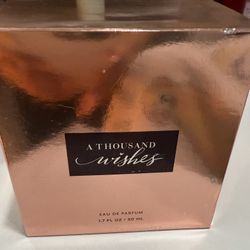 A THOUSAND
wishes
EAU DE PARFUM
1.7 FL OZ / 50 mL